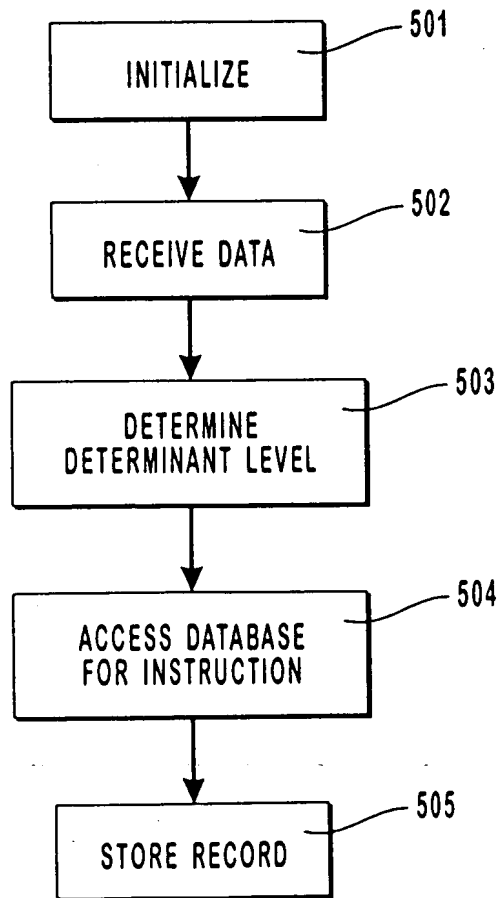 501
INITIALIZE
502
RECEIVE DATA
503
DETERMINE
DETERMINANT LEVEL
504
ACCESS DATABASE
FOR INSTRUCTION
505
STORE RECORD